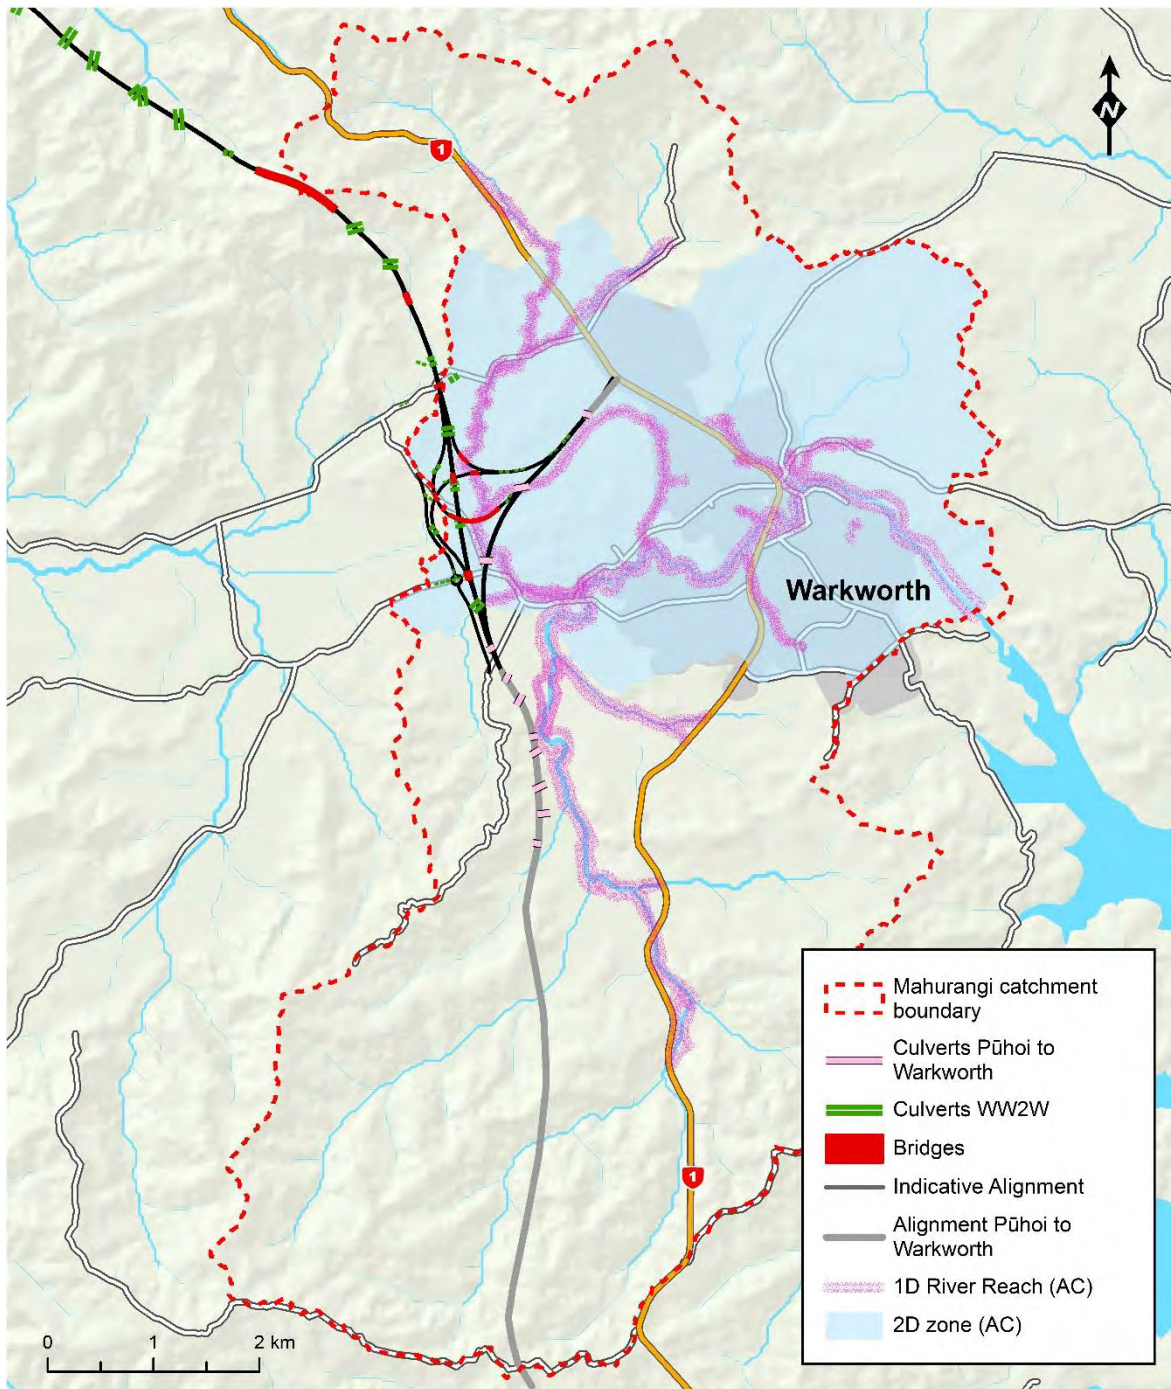 1
N
Warkworth
Mahurangi catchment
boundary
Culverts Pūhoi to
Warkworth
Culverts WW2W
Bridges
Indicative Alignment
Alignment Pūhoi to
Warkworth
1D River Reach (AC)
2D zone (AC)
1
0 1 2 km